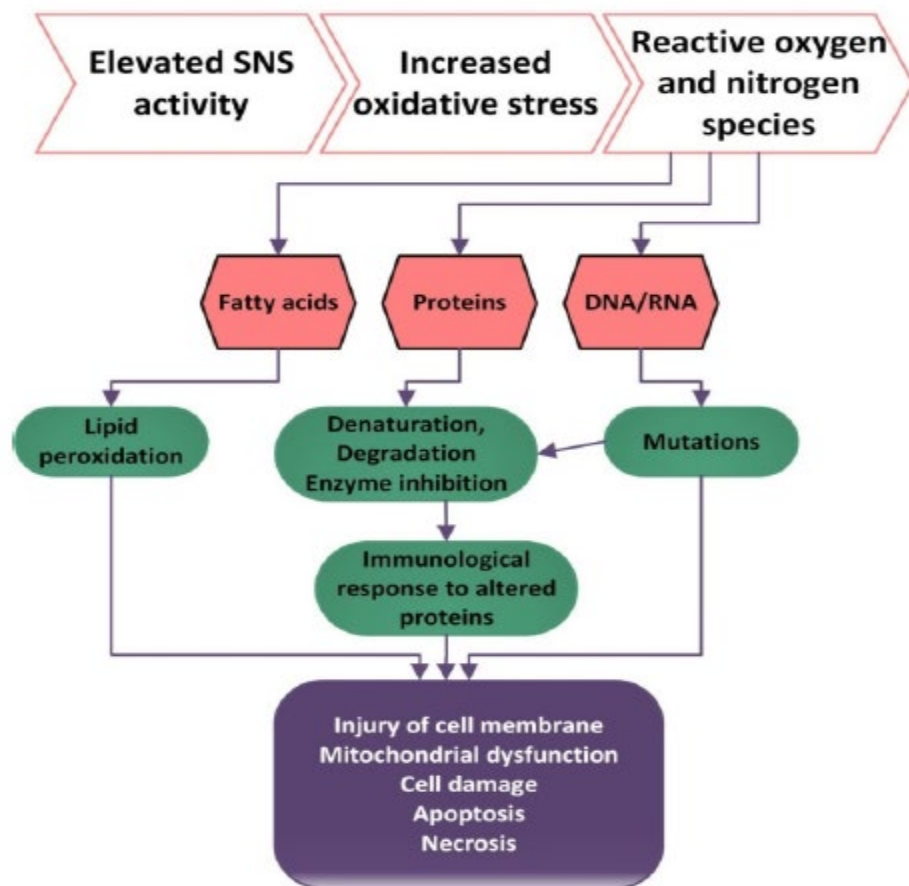 Elevated SNS
activity
Increased
oxidative stress
Reactive oxygen
and nitrogen
species
Fatty acids
Proteins
DNA/RNA
Lipid
peroxidation
Denaturation,
Degradation
Enzyme inhibition
Mutations
Immunological
response to altered
proteins
Injury of cell membrane
Mitochondrial dysfunction
Cell damage
Apoptosis
Necrosis